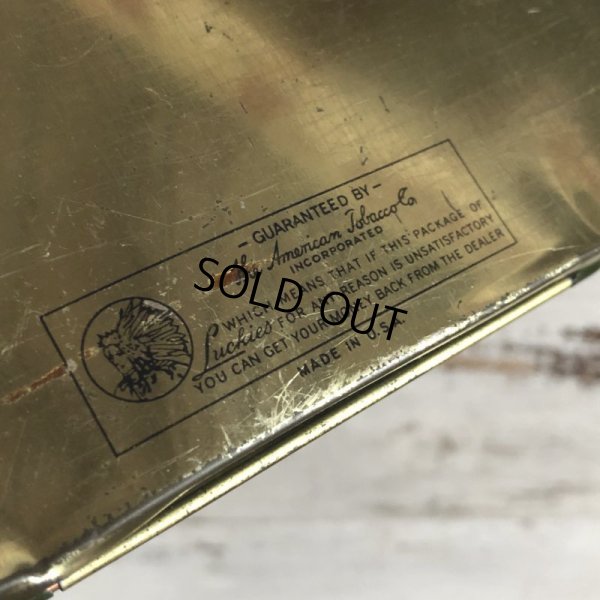 - GUARANTEED BY -
The American Tobacco Co.
INCORPORATED
WHICH MEANS THAT IF THIS PACKAGE OF
Luckies FOR ANY REASON IS UNSATISFACTORY
YOU CAN GET YOUR MONEY BACK FROM THE DEALER
MADE IN U.S.A.
SOLD OUT